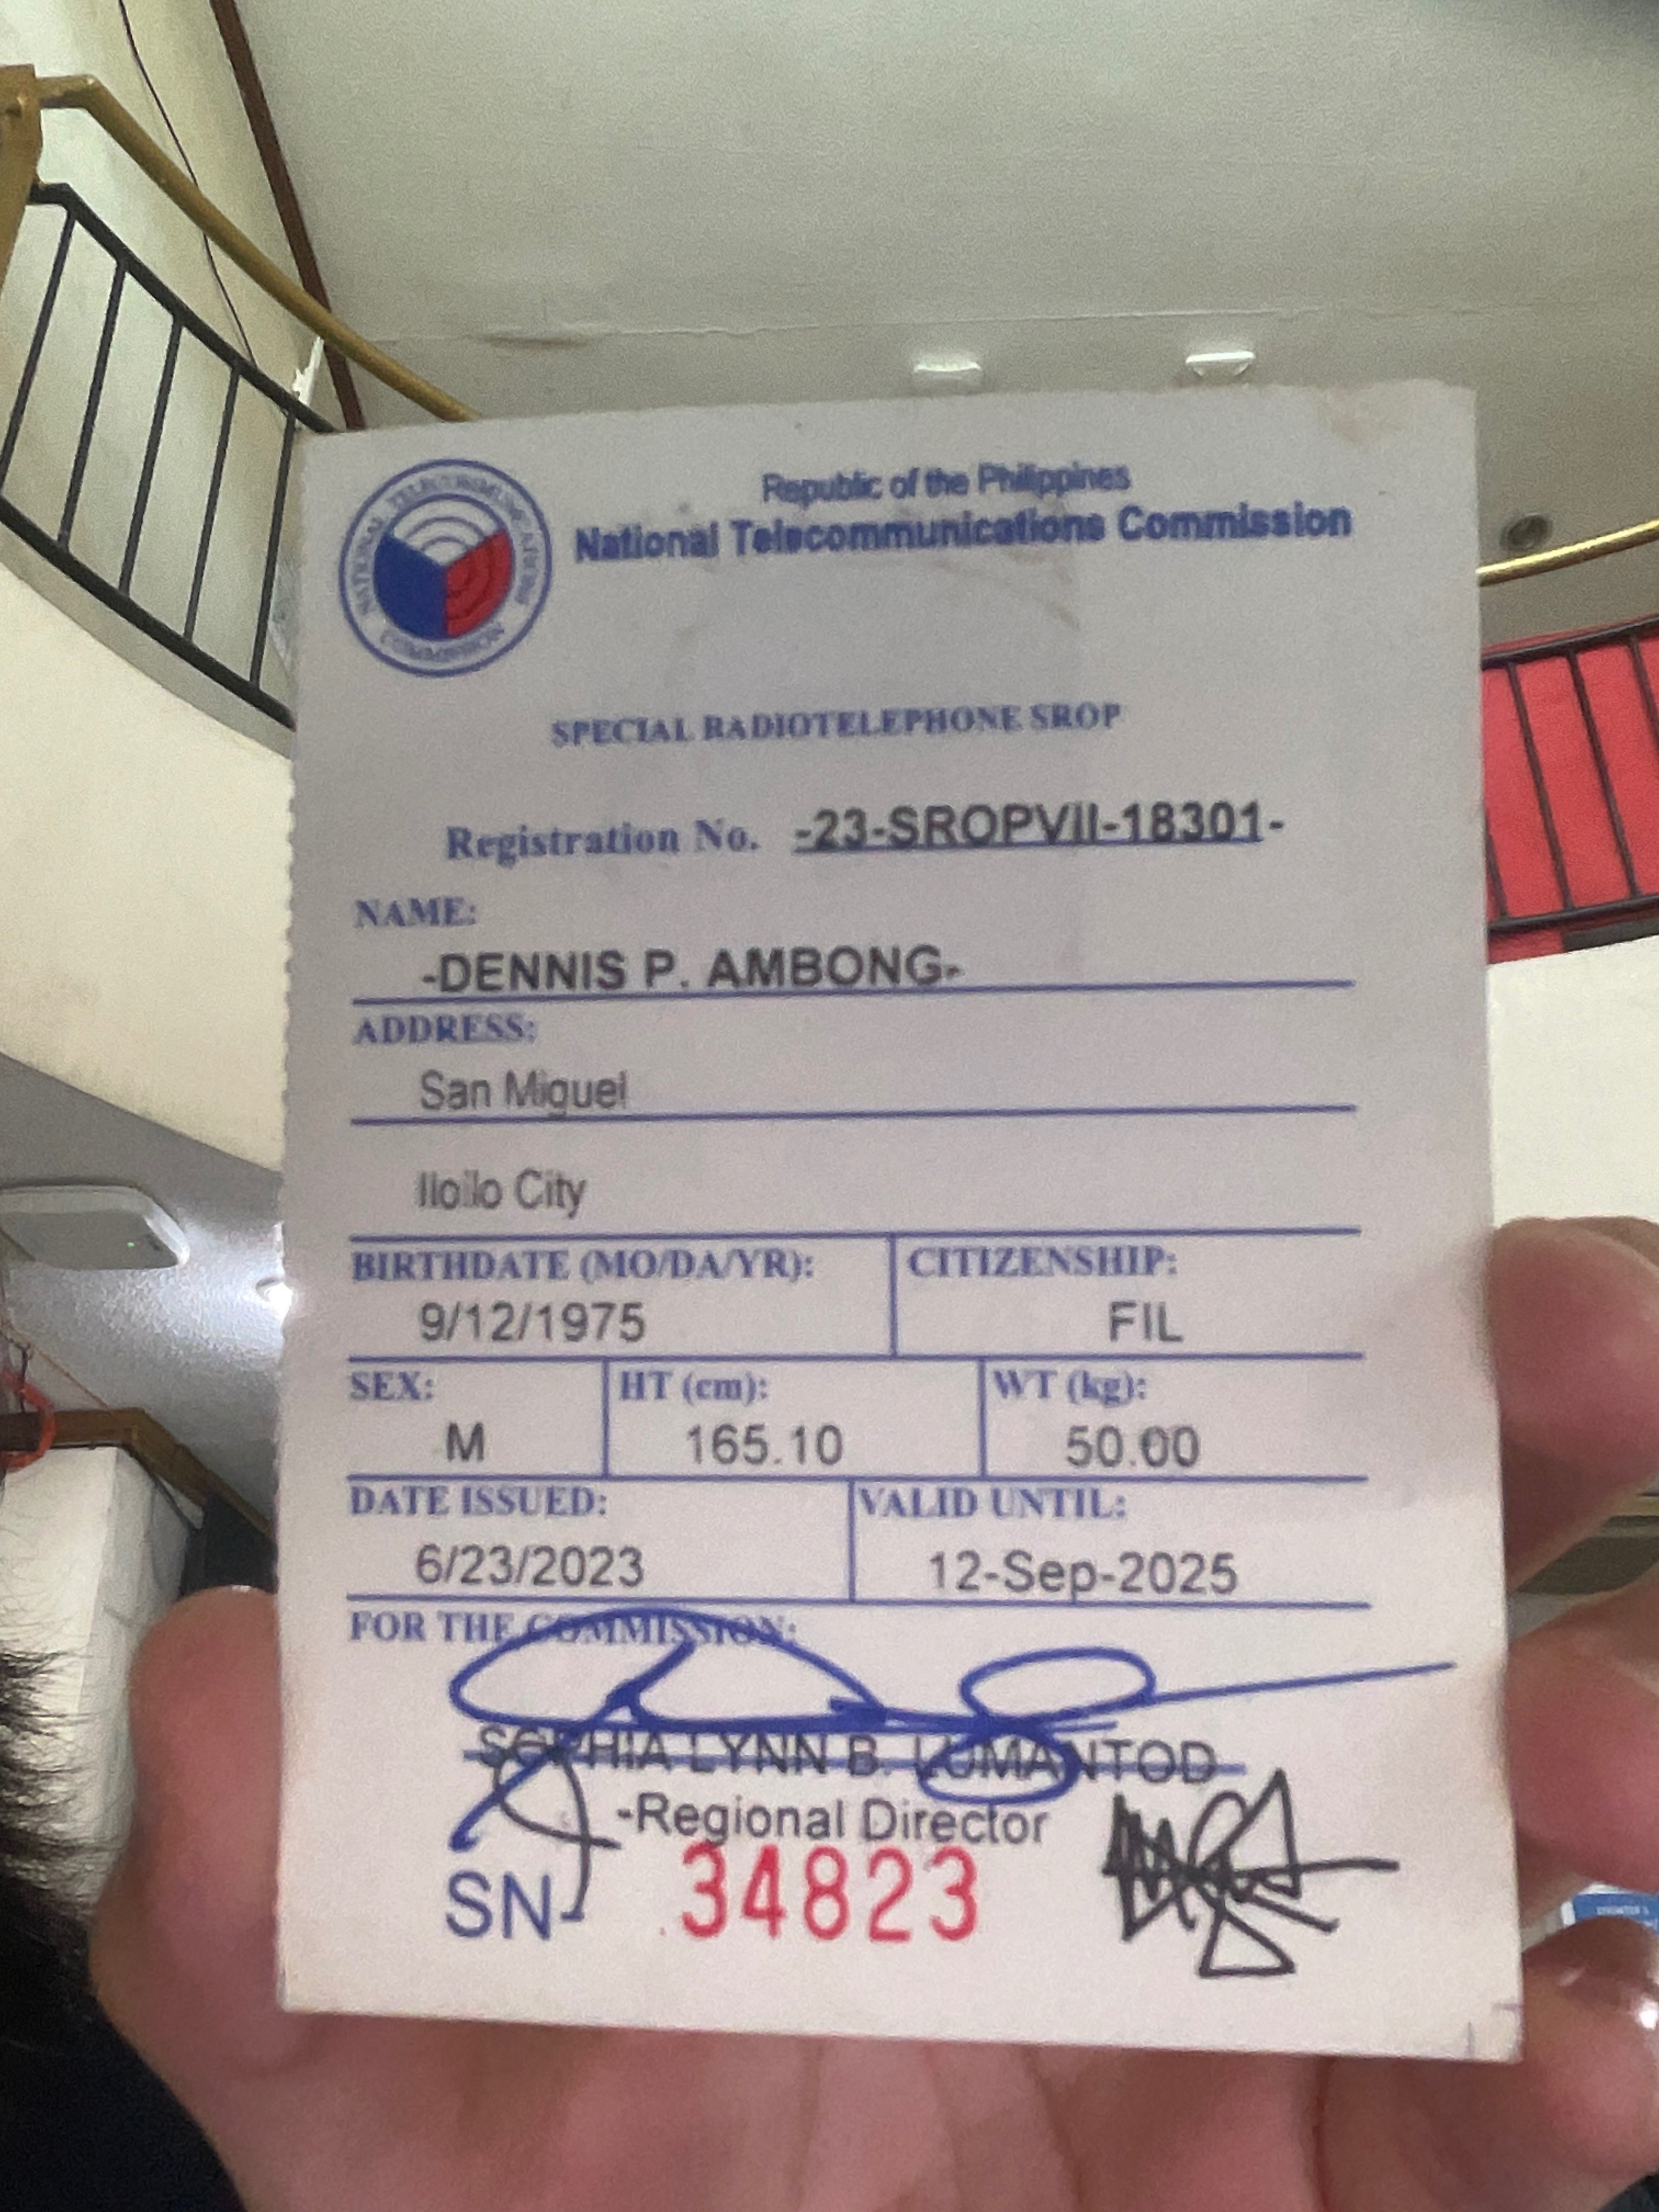 Republic of the Philippines
National Telecommunications Commission
NATIONAL TELECOMMUNICATIONS COMMISSION
SPECIAL RADIOTELEPHONE SROP
Registration No. -23-SROPVII-18301-
NAME:
-DENNIS P. AMBONG-
ADDRESS:
San Miguel
Iloilo City
BIRTHDATE (MO/DA/YR): CITIZENSHIP:
9/12/1975 FIL
SEX: HT (cm): WT (kg):
M 165.10 50.00
DATE ISSUED: VALID UNTIL:
6/23/2023 12-Sep-2025
FOR THE COMMISSION:
SOPHIA LYNN B. LUMANTOD
-Regional Director
SN- 34823